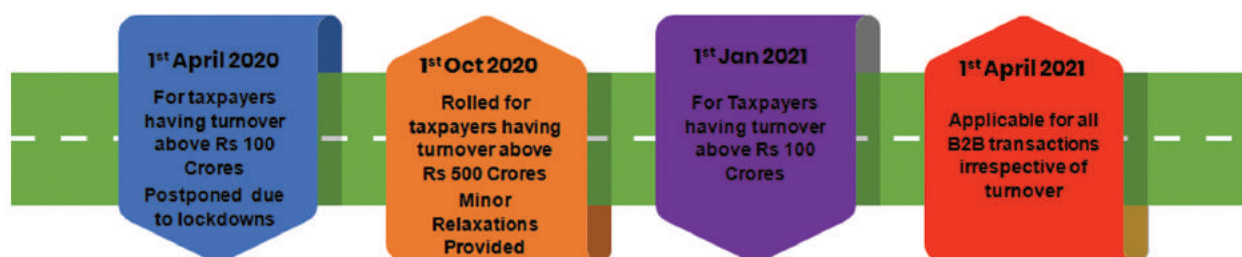 1st April 2020
For taxpayers
having turnover
above Rs 100
Crores
Postponed due
to lockdowns
1st Oct 2020
Rolled for
taxpayers having
turnover above
Rs 500 Crores
Minor
Relaxations
Provided
1st Jan 2021
For Taxpayers
having turnover
above Rs 100
Crores
1st April 2021
Applicable for all
B2B transactions
irrespective of
turnover